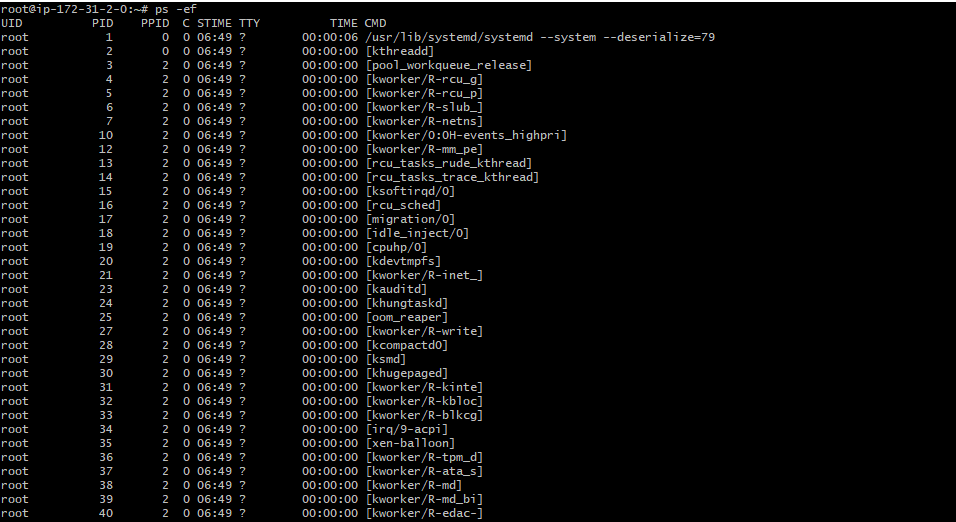 root@ip-172-31-2-0:~# ps -ef
UID          PID    PPID  C STIME TTY          TIME CMD
root           1       0  0 06:49 ?        00:00:06 /usr/lib/systemd/systemd --system --deserialize=79
root           2       0  0 06:49 ?        00:00:00 [kthreadd]
root           3       2  0 06:49 ?        00:00:00 [pool_workqueue_release]
root           4       2  0 06:49 ?        00:00:00 [kworker/R-rcu_g]
root           5       2  0 06:49 ?        00:00:00 [kworker/R-rcu_p]
root           6       2  0 06:49 ?        00:00:00 [kworker/R-slub_]
root           7       2  0 06:49 ?        00:00:00 [kworker/R-netns]
root          10       2  0 06:49 ?        00:00:00 [kworker/0:0H-events_highpri]
root          12       2  0 06:49 ?        00:00:00 [kworker/R-mm_pe]
root          13       2  0 06:49 ?        00:00:00 [rcu_tasks_rude_kthread]
root          14       2  0 06:49 ?        00:00:00 [rcu_tasks_trace_kthread]
root          15       2  0 06:49 ?        00:00:00 [ksoftirqd/0]
root          16       2  0 06:49 ?        00:00:00 [rcu_sched]
root          17       2  0 06:49 ?        00:00:00 [migration/0]
root          18       2  0 06:49 ?        00:00:00 [idle_inject/0]
root          19       2  0 06:49 ?        00:00:00 [cpuhp/0]
root          20       2  0 06:49 ?        00:00:00 [kdevtmpfs]
root          21       2  0 06:49 ?        00:00:00 [kworker/R-inet_]
root          23       2  0 06:49 ?        00:00:00 [kauditd]
root          24       2  0 06:49 ?        00:00:00 [khungtaskd]
root          25       2  0 06:49 ?        00:00:00 [oom_reaper]
root          27       2  0 06:49 ?        00:00:00 [kworker/R-write]
root          28       2  0 06:49 ?        00:00:00 [kcompactd0]
root          29       2  0 06:49 ?        00:00:00 [ksmd]
root          30       2  0 06:49 ?        00:00:00 [khugepaged]
root          31       2  0 06:49 ?        00:00:00 [kworker/R-kinte]
root          32       2  0 06:49 ?        00:00:00 [kworker/R-kbloc]
root          33       2  0 06:49 ?        00:00:00 [kworker/R-blkcg]
root          34       2  0 06:49 ?        00:00:00 [irq/9-acpi]
root          35       2  0 06:49 ?        00:00:00 [xen-balloon]
root          36       2  0 06:49 ?        00:00:00 [kworker/R-tpm_d]
root          37       2  0 06:49 ?        00:00:00 [kworker/R-ata_s]
root          38       2  0 06:49 ?        00:00:00 [kworker/R-md]
root          39       2  0 06:49 ?        00:00:00 [kworker/R-md_bi]
root          40       2  0 06:49 ?        00:00:00 [kworker/R-edac-]